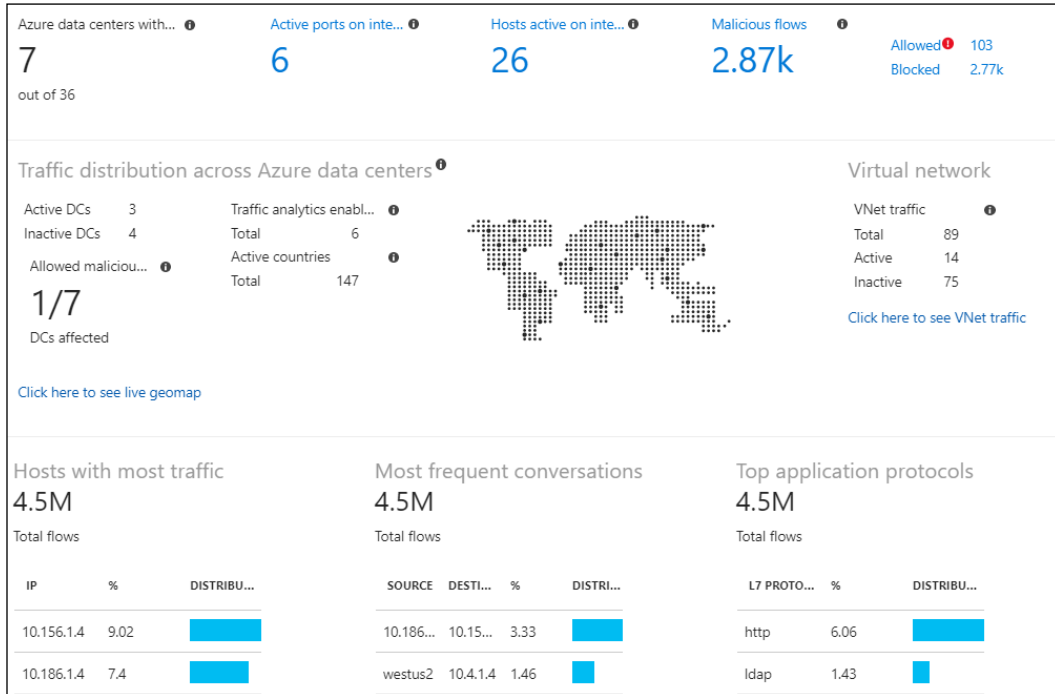 Azure data centers with...
7
out of 36
Active ports on inte...
6
Hosts active on inte...
26
Malicious flows
2.87k
Allowed 103
Blocked 2.77k
Traffic distribution across Azure data centers
Active DCs 3
Inactive DCs 4
Allowed maliciou...
1/7
DCs affected
Traffic analytics enabl...
Total 6
Active countries
Total 147
Click here to see live geomap
Virtual network
VNet traffic
Total 89
Active 14
Inactive 75
Click here to see VNet traffic
Hosts with most traffic
4.5M
Total flows
IP % DISTRIBU...
10.156.1.4 9.02
10.186.1.4 7.4
Most frequent conversations
4.5M
Total flows
SOURCE DESTI... % DISTRI...
10.186... 10.15... 3.33
westus2 10.4.1.4 1.46
Top application protocols
4.5M
Total flows
L7 PROTO... % DISTRIBU...
http 6.06
ldap 1.43